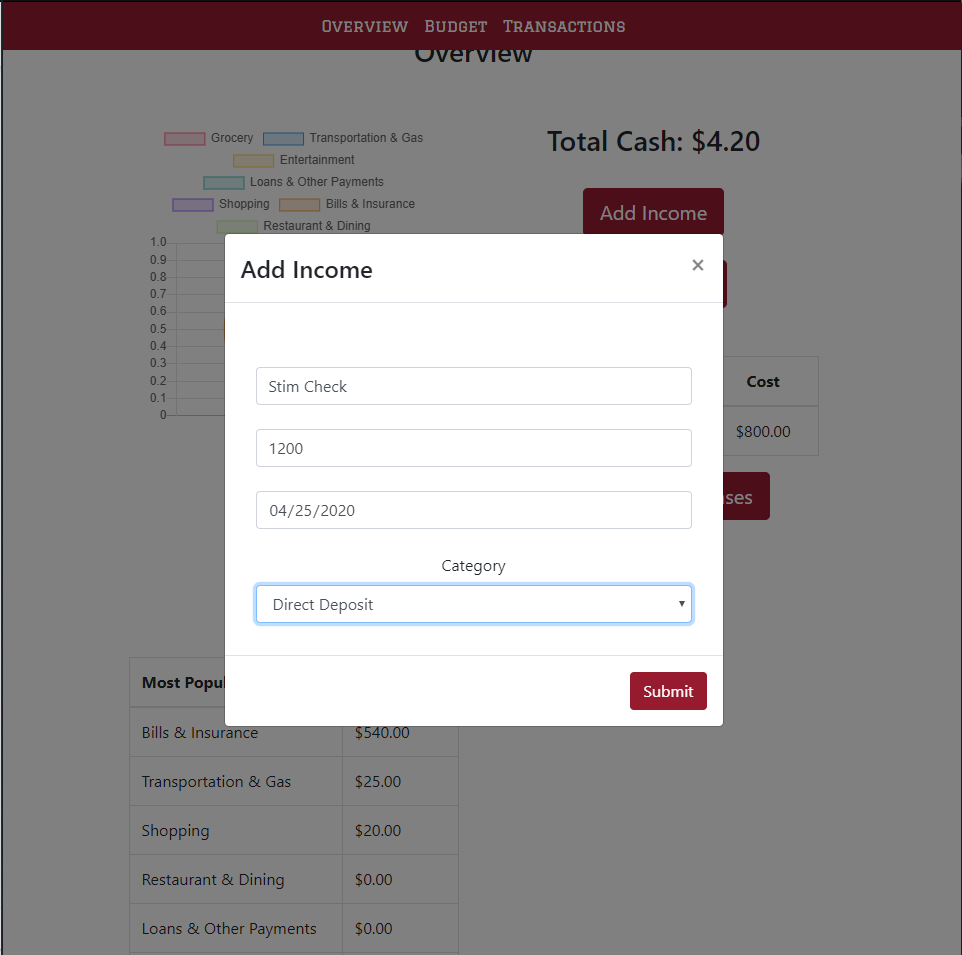 Overview Budget Transactions
Overview
Grocery Transportation & Gas
Entertainment
Loans & Other Payments
Shopping Bills & Insurance
Restaurant & Dining
1.0
0.9
0.8
0.7
0.6
0.5
0.4
0.3
0.2
0.1
0
Total Cash: $4.20
Add Income
Add Income ×
Stim Check
1200
04/25/2020
Category
Direct Deposit
Submit
Cost
$800.00
Most
Bills & Insurance $540.00
Transportation & Gas $25.00
Shopping $20.00
Restaurant & Dining $0.00
Loans & Other Payments $0.00